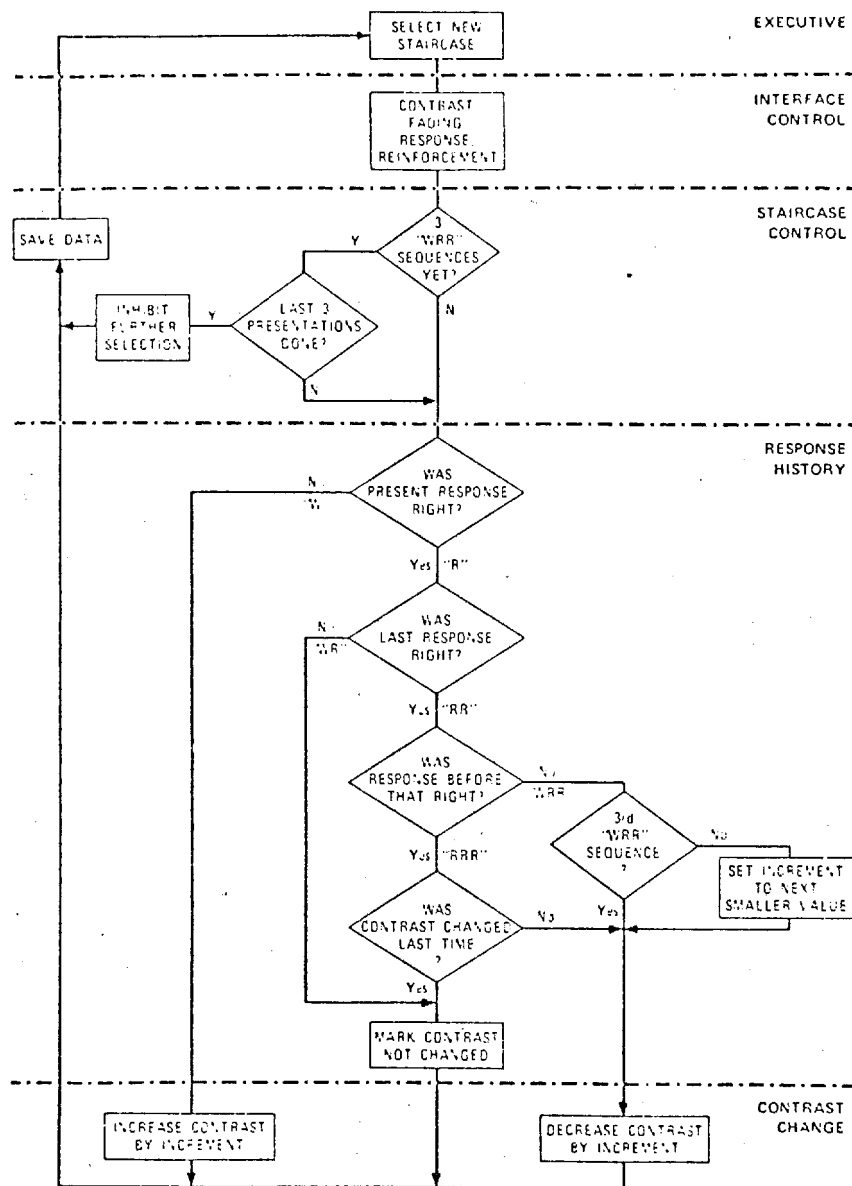 SELECT NEW
STAIRCASE
EXECUTIVE
CONTRAST
FADING
RESPONSE
REINFORCEMENT
INTERFACE
CONTROL
SAVE DATA
3
"WRR"
SEQUENCES
YET?
STAIRCASE
CONTROL
Y
N
LAST 3
PRESENTATIONS
DONE?
Y
INHIBIT
FURTHER
SELECTION
N
RESPONSE
HISTORY
WAS
PRESENT RESPONSE
RIGHT?
"W
Yes "R"
WAS
LAST RESPONSE
RIGHT?
"WR"
Yes "RR"
WAS
RESPONSE BEFORE
THAT RIGHT?
No
WRR
Yes "RRR"
3rd
"WRR"
SEQUENCE
?
No
SET INCREMENT
TO NEXT
SMALLER VALUE
Yes
WAS
CONTRAST CHANGED
LAST TIME
?
No
Yes
MARK CONTRAST
NOT CHANGED
CONTRAST
CHANGE
INCREASE CONTRAST
BY INCREMENT
DECREASE CONTRAST
BY INCREMENT